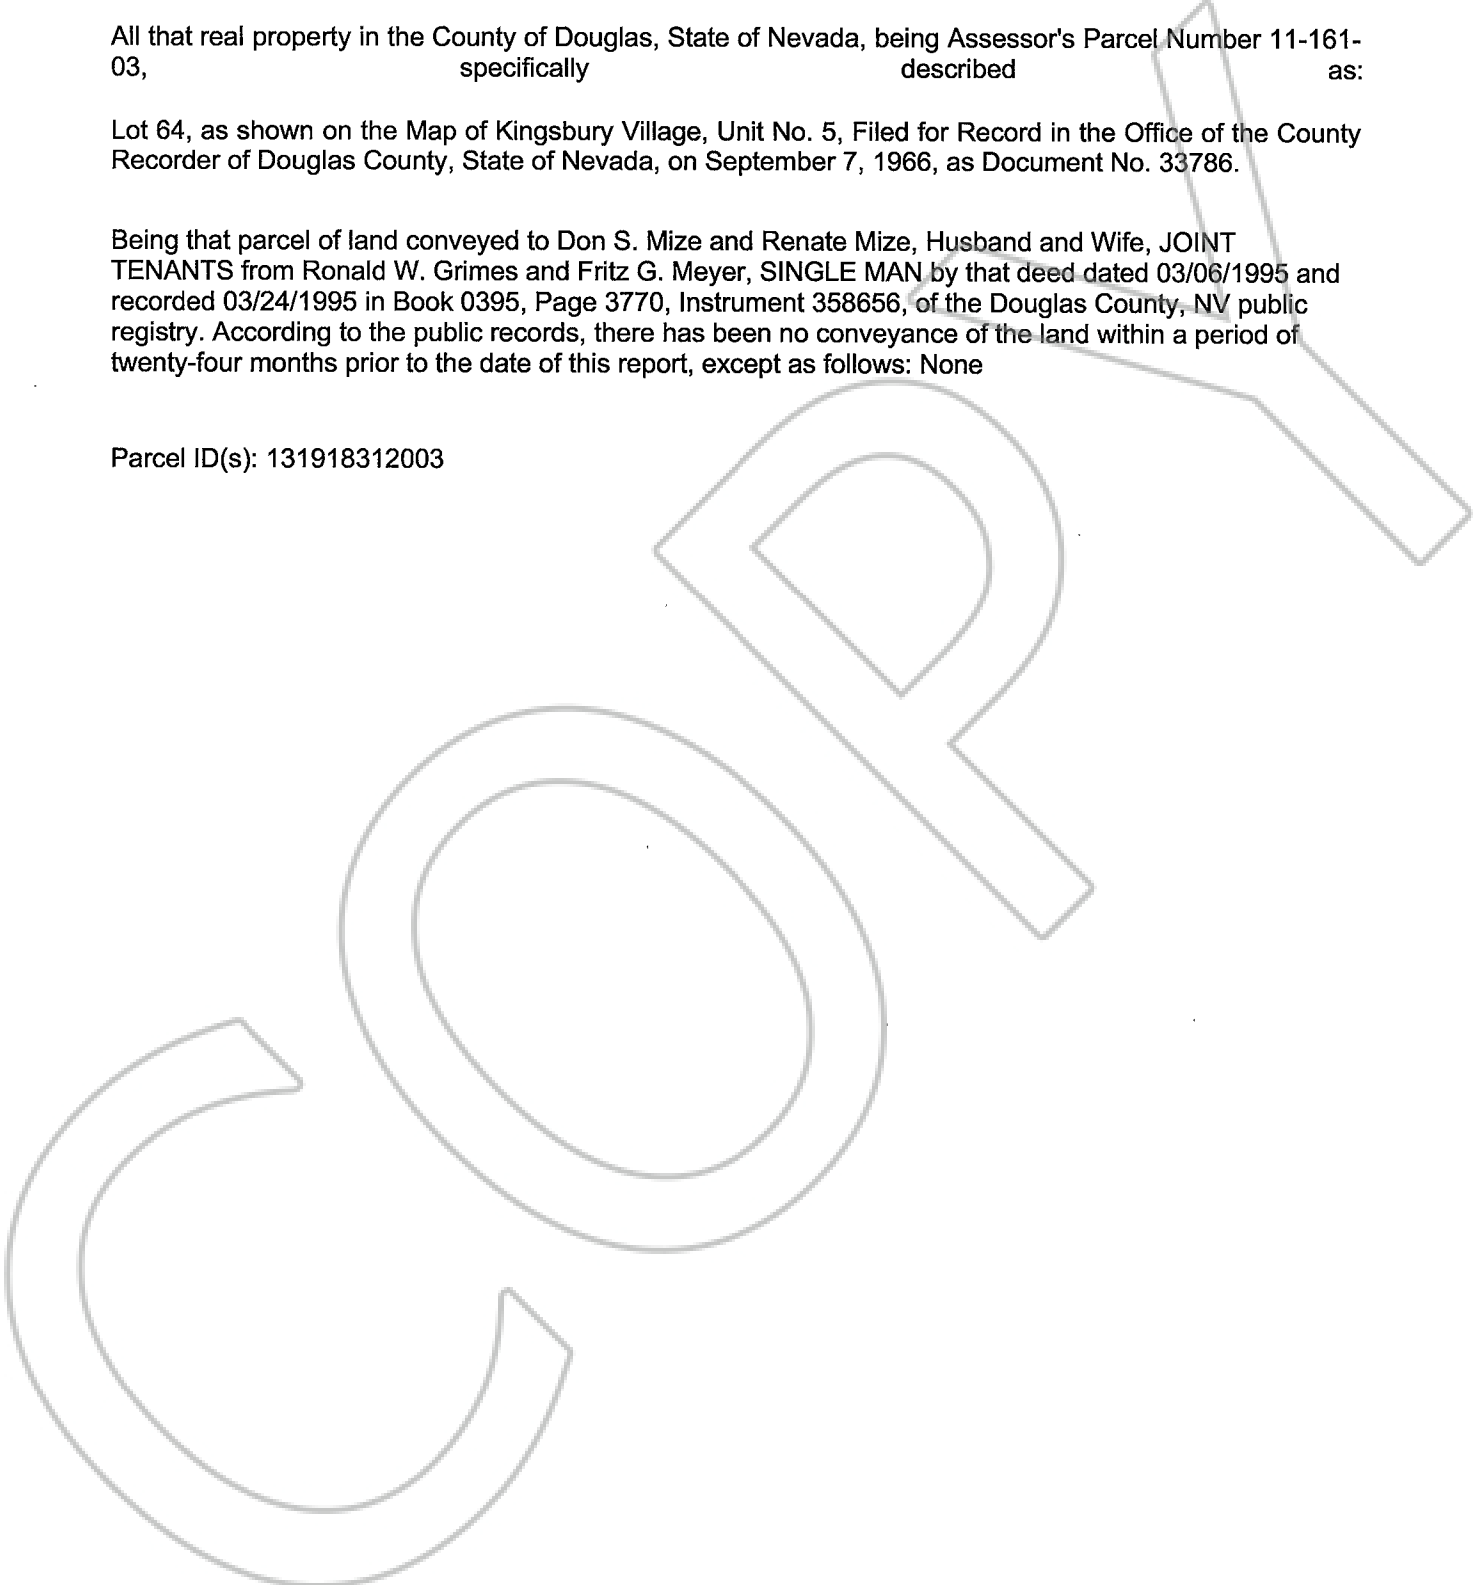 All that real property in the County of Douglas, State of Nevada, being Assessor's Parcel Number 11-161-
03, specifically described as:
Lot 64, as shown on the Map of Kingsbury Village, Unit No. 5, Filed for Record in the Office of the County
Recorder of Douglas County, State of Nevada, on September 7, 1966, as Document No. 33786.
Being that parcel of land conveyed to Don S. Mize and Renate Mize, Husband and Wife, JOINT
TENANTS from Ronald W. Grimes and Fritz G. Meyer, SINGLE MAN by that deed dated 03/06/1995 and
recorded 03/24/1995 in Book 0395, Page 3770, Instrument 358656, of the Douglas County, NV public
registry. According to the public records, there has been no conveyance of the land within a period of
twenty-four months prior to the date of this report, except as follows: None
Parcel ID(s): 131918312003
COPY